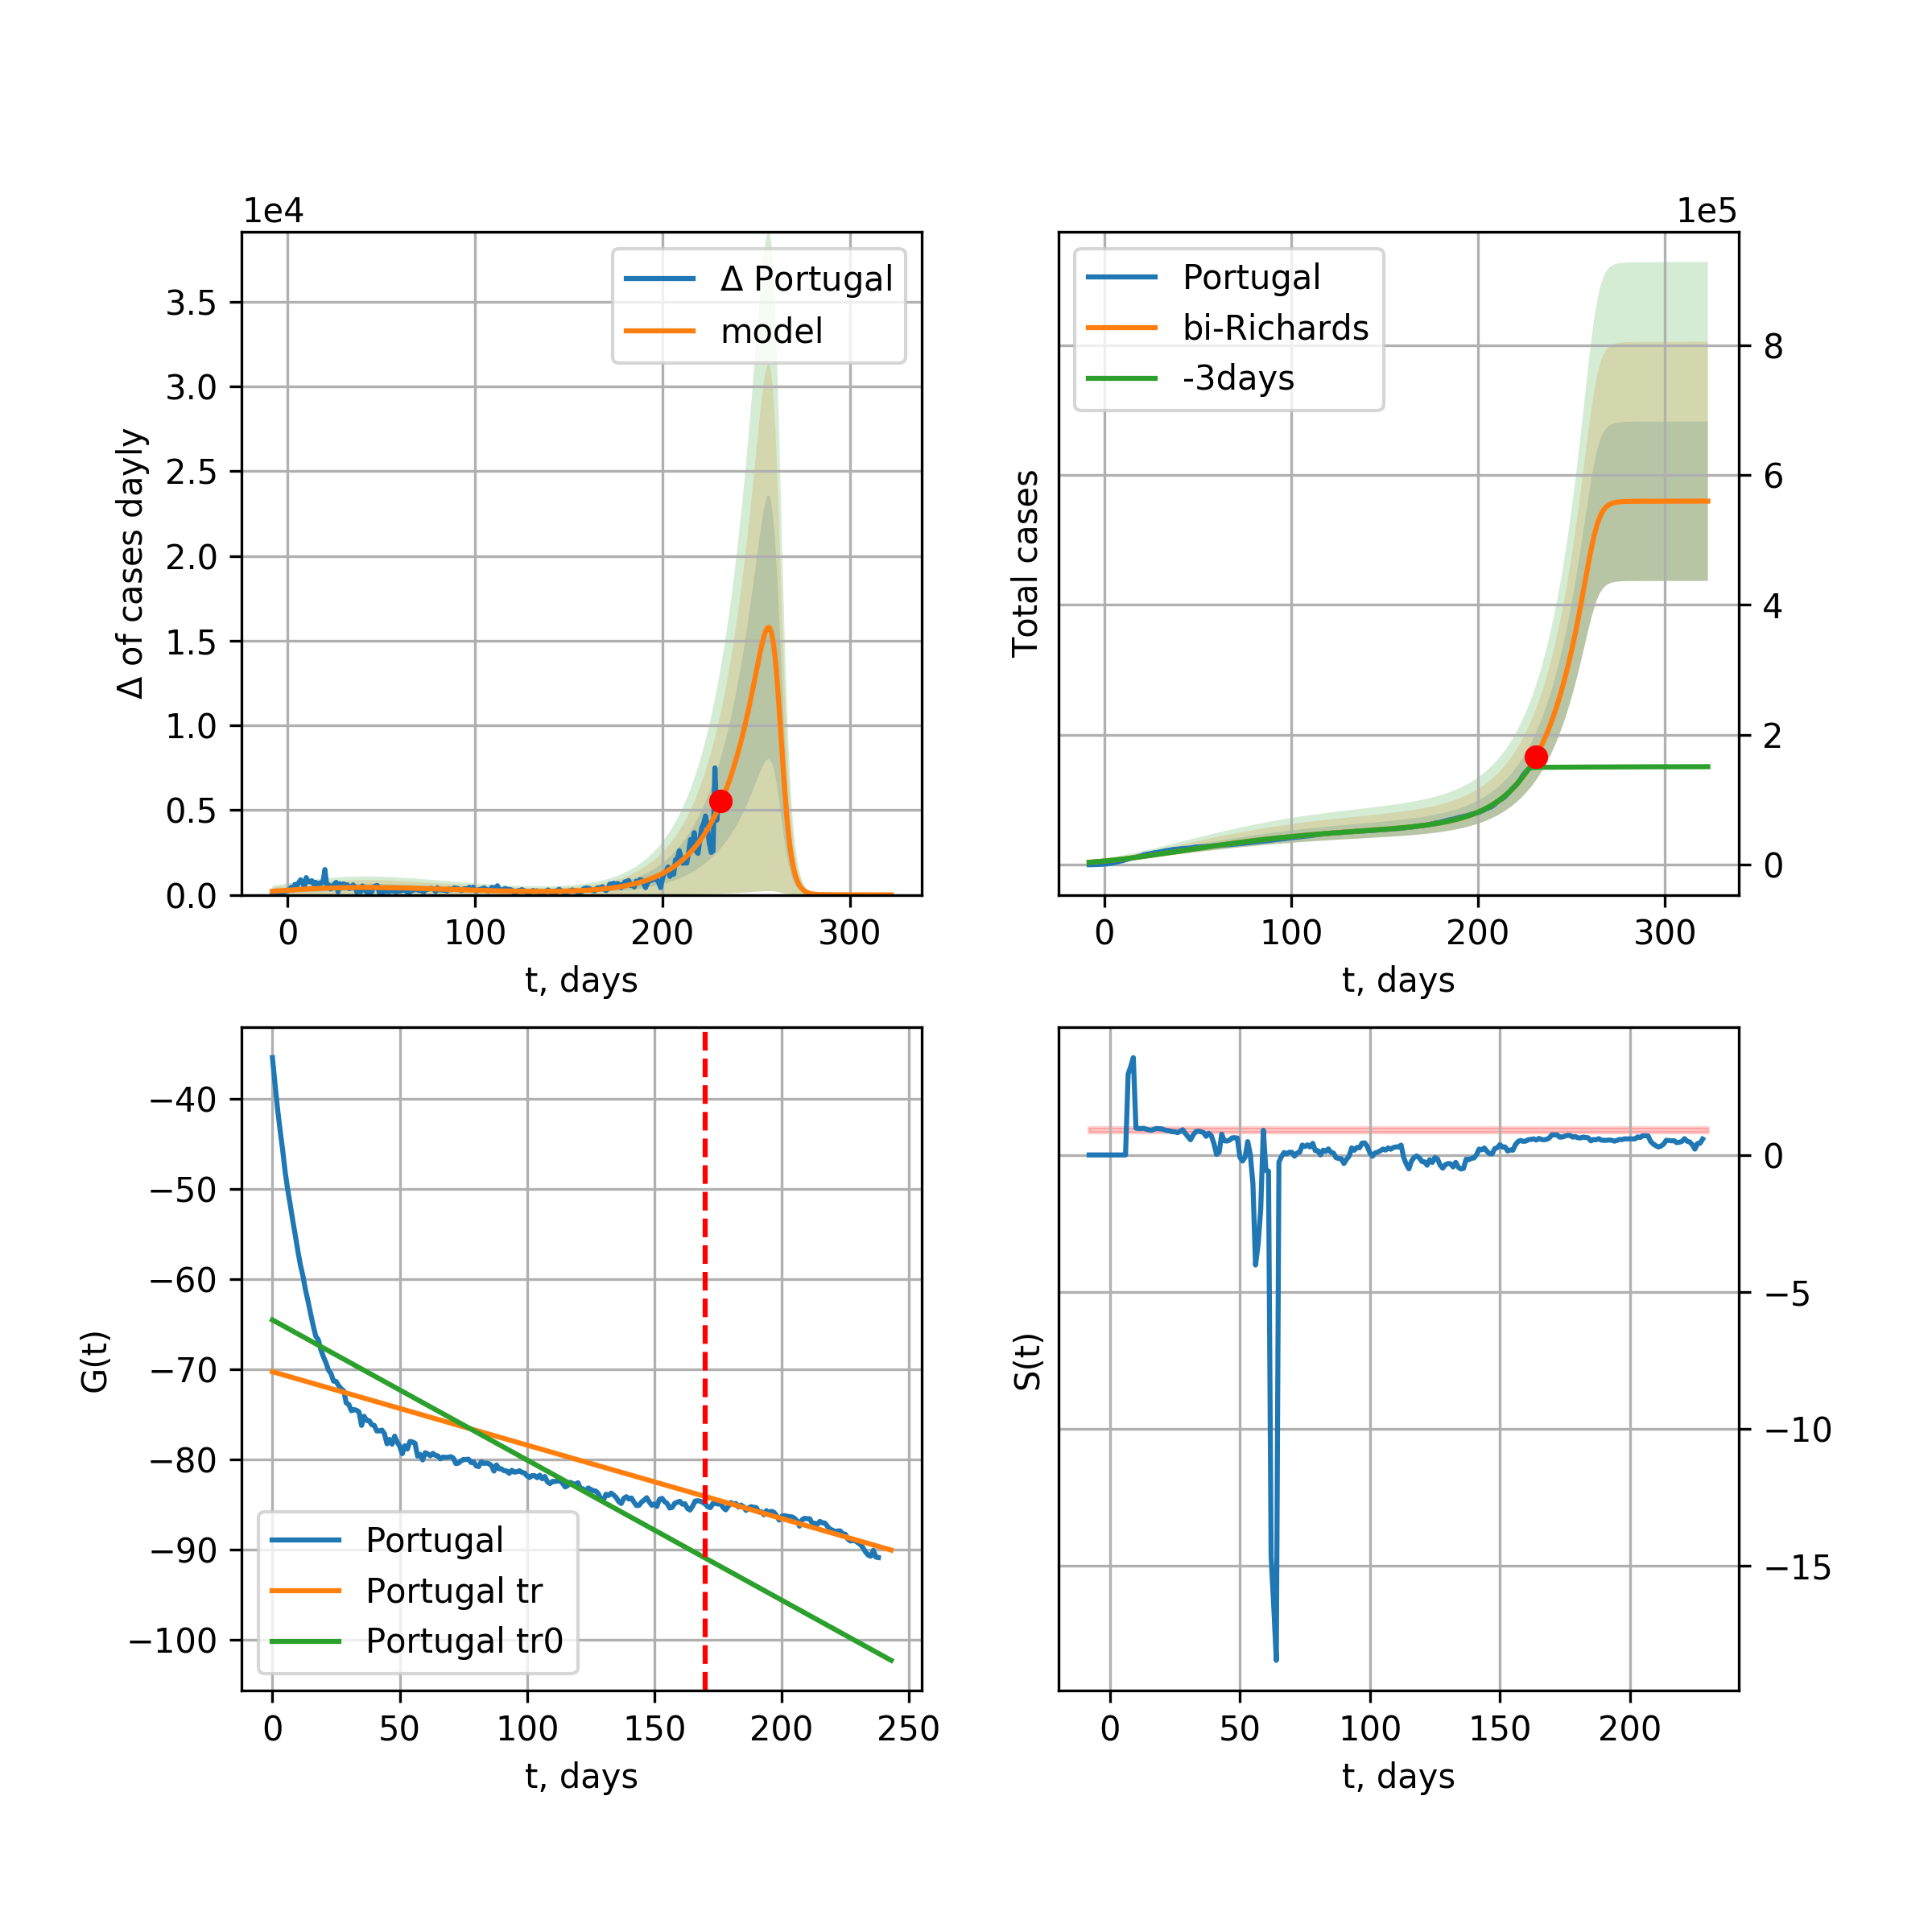 1e4
Δ of cases dayly
3.5
3.0
2.5
2.0
1.5
1.0
0.5
0.0
0 100 200 300
t, days
Δ Portugal
model
1e5
Total cases
8
6
4
2
0
0 100 200 300
t, days
Portugal
bi-Richards
-3days
G(t)
−40
−50
−60
−70
−80
−90
−100
0 50 100 150 200 250
t, days
Portugal
Portugal tr
Portugal tr0
S(t)
0
−5
−10
−15
0 50 100 150 200
t, days